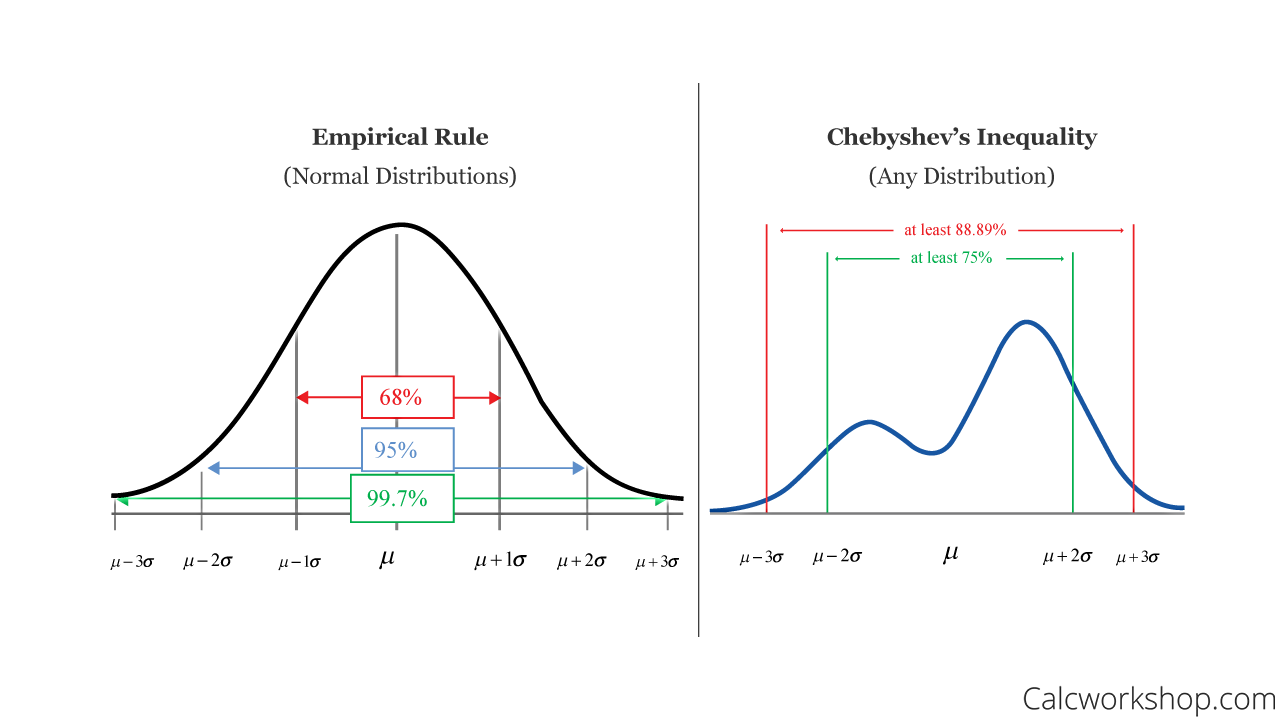 Empirical Rule
(Normal Distributions)
68%
95%
99.7%
μ−3σ μ−2σ μ−1σ μ μ+1σ μ+2σ μ+3σ
Chebyshev’s Inequality
(Any Distribution)
at least 88.89%
at least 75%
μ−3σ μ−2σ μ μ+2σ μ+3σ
Calcworkshop.com